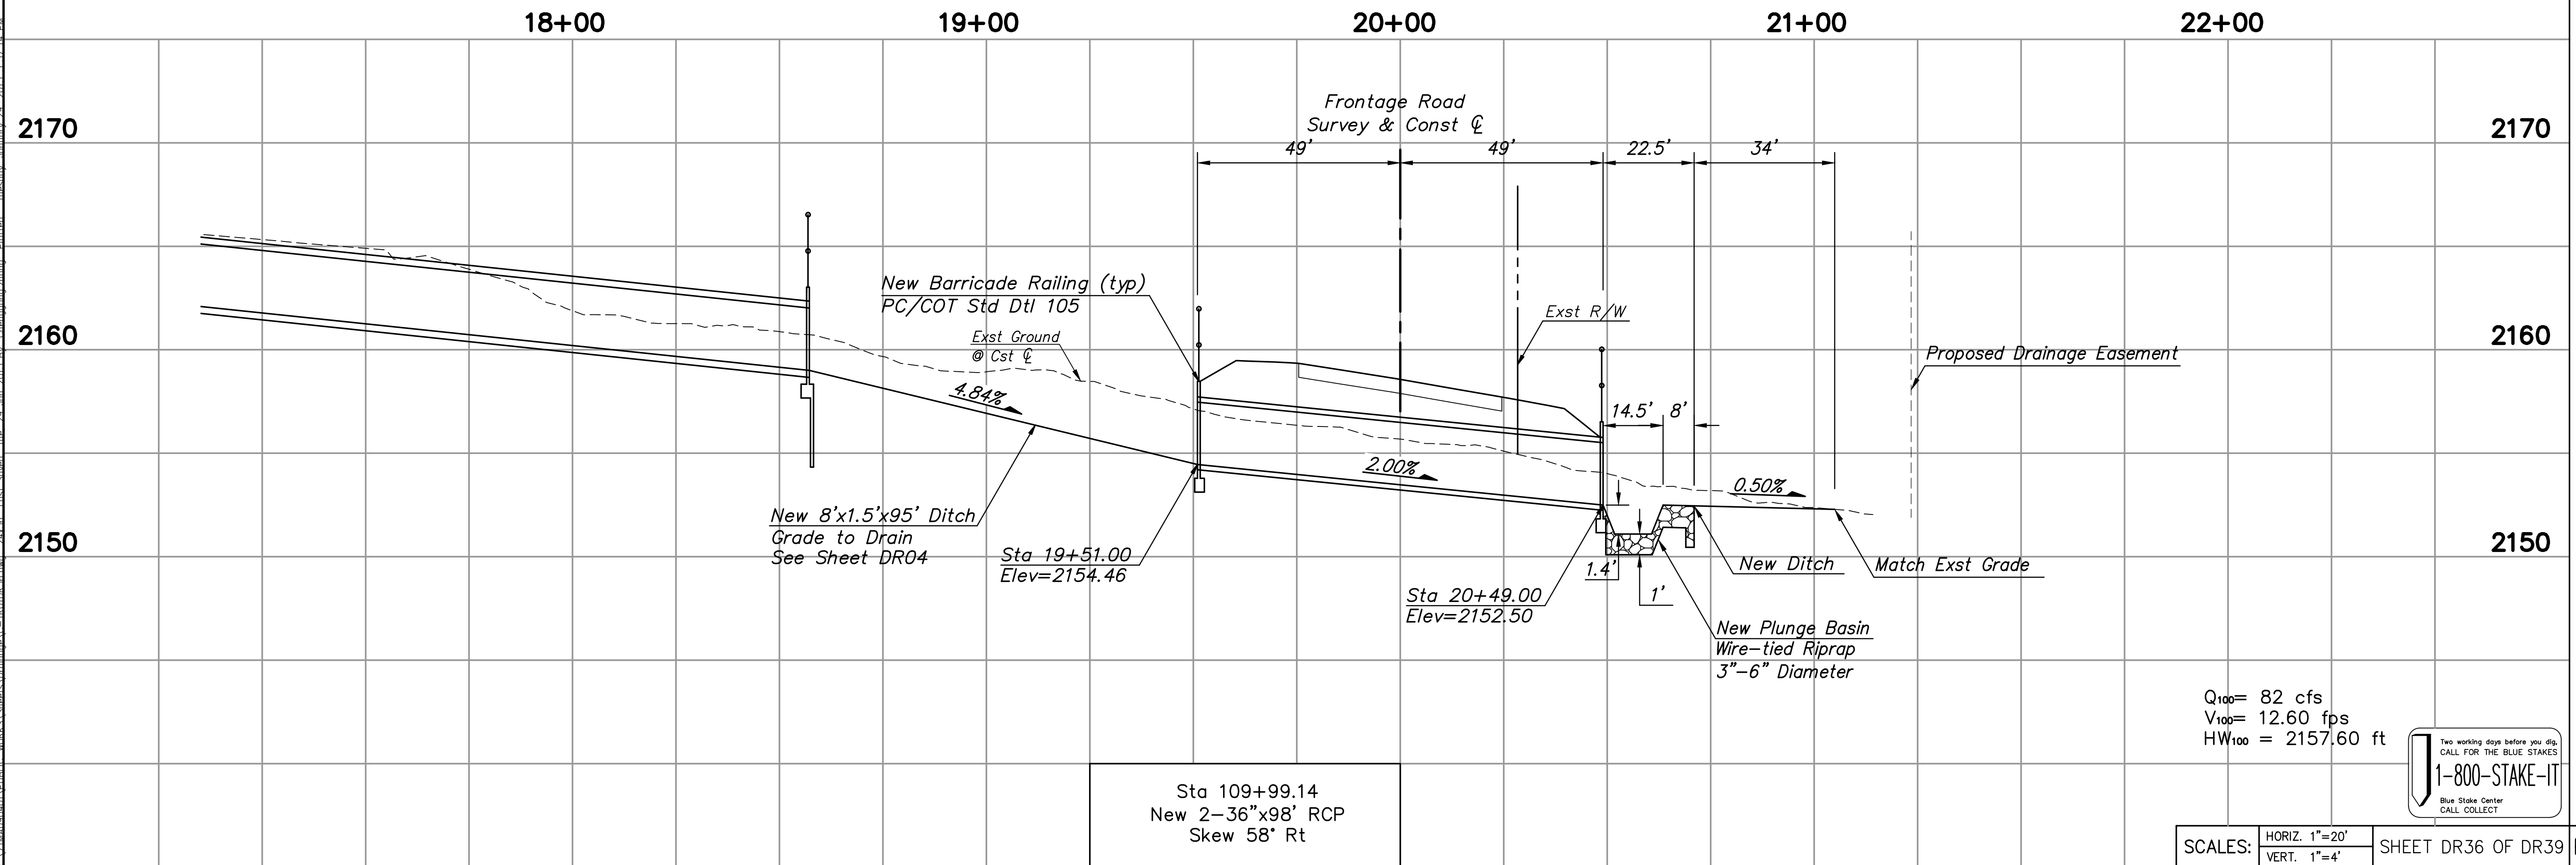 18+00
19+00
20+00
21+00
22+00
2170
2170
Frontage Road
Survey & Const ℄
49'
49'
22.5'
34'
New Barricade Railing (typ)
PC/COT Std Dtl 105
Exst Ground
@ Cst ℄
Exst R/W
2160
2160
Proposed Drainage Easement
4.84%
14.5'
8'
2.00%
0.50%
New 8'x1.5'x95' Ditch
Grade to Drain
See Sheet DR04
2150
2150
Sta 19+51.00
Elev=2154.46
1.4'
1'
New Ditch
Match Exst Grade
Sta 20+49.00
Elev=2152.50
New Plunge Basin
Wire-tied Riprap
3"-6" Diameter
Q100= 82 cfs
V100= 12.60 fps
HW100 = 2157.60 ft
Two working days before you dig,
CALL FOR THE BLUE STAKES
1-800-STAKE-IT
Blue Stake Center
CALL COLLECT
Sta 109+99.14
New 2-36"x98' RCP
Skew 58° Rt
SCALES:
HORIZ. 1"=20'
VERT. 1"=4'
SHEET DR36 OF DR39